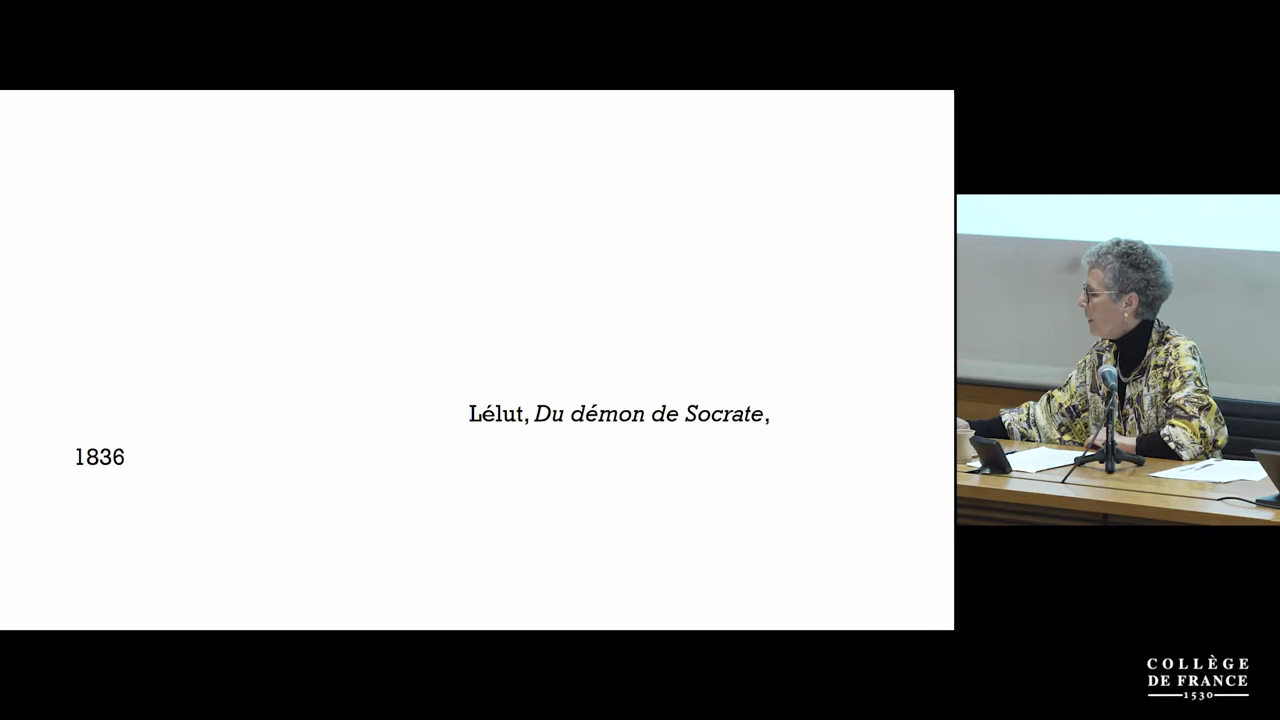 Lélut, Du démon de Socrate,
1836
COLLÈGE
DE FRANCE
1530